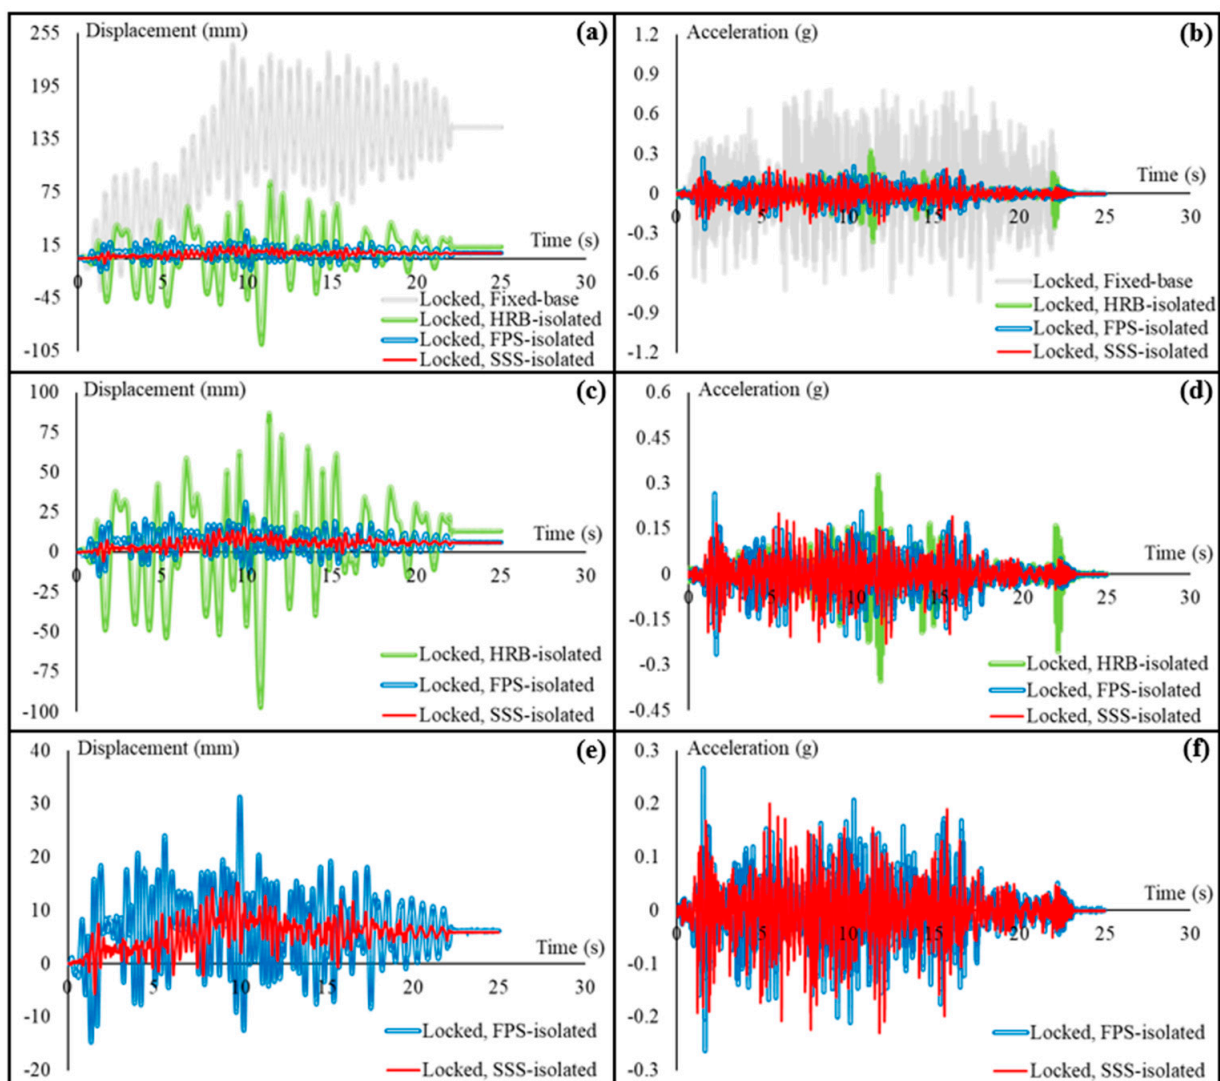 Displacement (mm)
(a)
255
195
135
75
15
-45
-105
0
5
10
15
20
25
30
Time (s)
Locked, Fixed-base
Locked, HRB-isolated
Locked, FPS-isolated
Locked, SSS-isolated
Acceleration (g)
(b)
1.2
0.9
0.6
0.3
0
-0.3
-0.6
-0.9
-1.2
0
5
10
15
20
25
30
Time (s)
Locked, Fixed-base
Locked, HRB-isolated
Locked, FPS-isolated
Locked, SSS-isolated
Displacement (mm)
(c)
100
75
50
25
0
-25
-50
-75
-100
0
5
10
15
20
25
30
Time (s)
Locked, HRB-isolated
Locked, FPS-isolated
Locked, SSS-isolated
Acceleration (g)
(d)
0.6
0.45
0.3
0.15
0
-0.15
-0.3
-0.45
0
5
10
15
20
25
30
Time (s)
Locked, HRB-isolated
Locked, FPS-isolated
Locked, SSS-isolated
Displacement (mm)
(e)
40
30
20
10
0
-10
-20
0
5
10
15
20
25
30
Time (s)
Locked, FPS-isolated
Locked, SSS-isolated
Acceleration (g)
(f)
0.3
0.2
0.1
0
-0.1
-0.2
-0.3
0
5
10
15
20
25
30
Time (s)
Locked, FPS-isolated
Locked, SSS-isolated